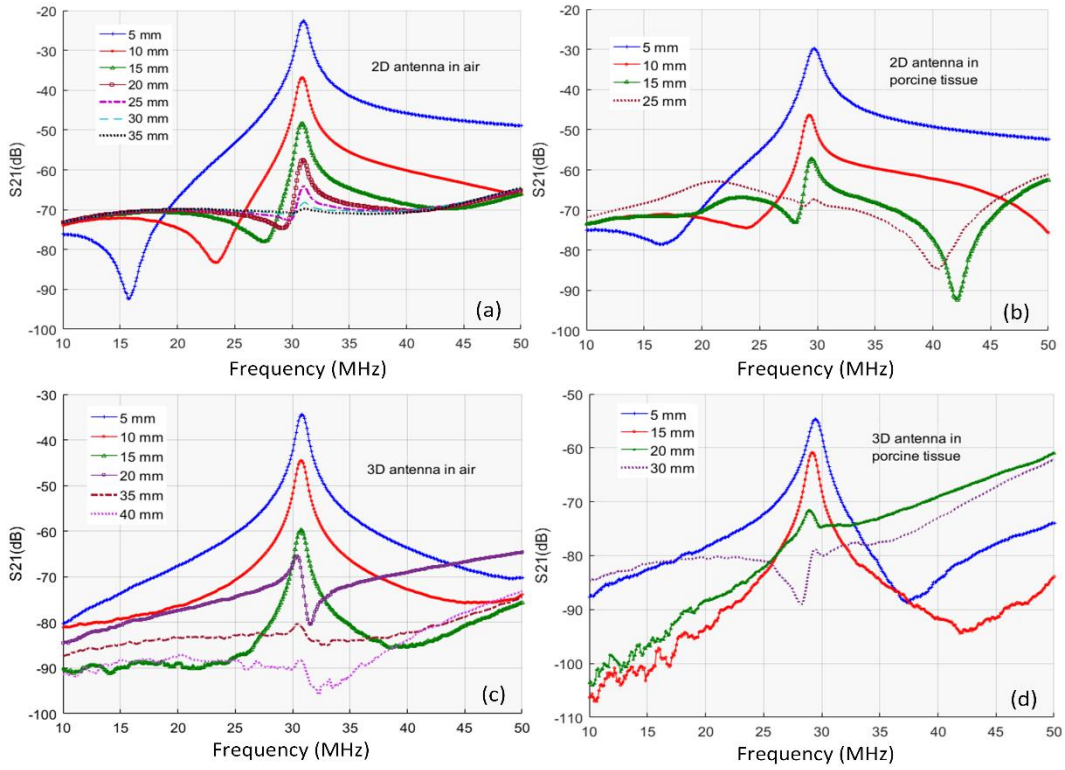 -20
-30
-40
-50
-60
-70
-80
-90
-100
S21(dB)
5 mm
10 mm
15 mm
20 mm
25 mm
30 mm
35 mm
2D antenna in air
(a)
10 15 20 25 30 35 40 45 50
Frequency (MHz)
-20
-30
-40
-50
-60
-70
-80
-90
-100
S21(dB)
5 mm
10 mm
15 mm
25 mm
2D antenna in
porcine tissue
(b)
10 15 20 25 30 35 40 45 50
Frequency (MHz)
-30
-40
-50
-60
-70
-80
-90
-100
S21(dB)
5 mm
10 mm
15 mm
20 mm
35 mm
40 mm
3D antenna in air
(c)
10 15 20 25 30 35 40 45 50
Frequency (MHz)
-50
-60
-70
-80
-90
-100
-110
S21(dB)
5 mm
15 mm
20 mm
30 mm
3D antenna in
porcine tissue
(d)
10 15 20 25 30 35 40 45 50
Frequency (MHz)